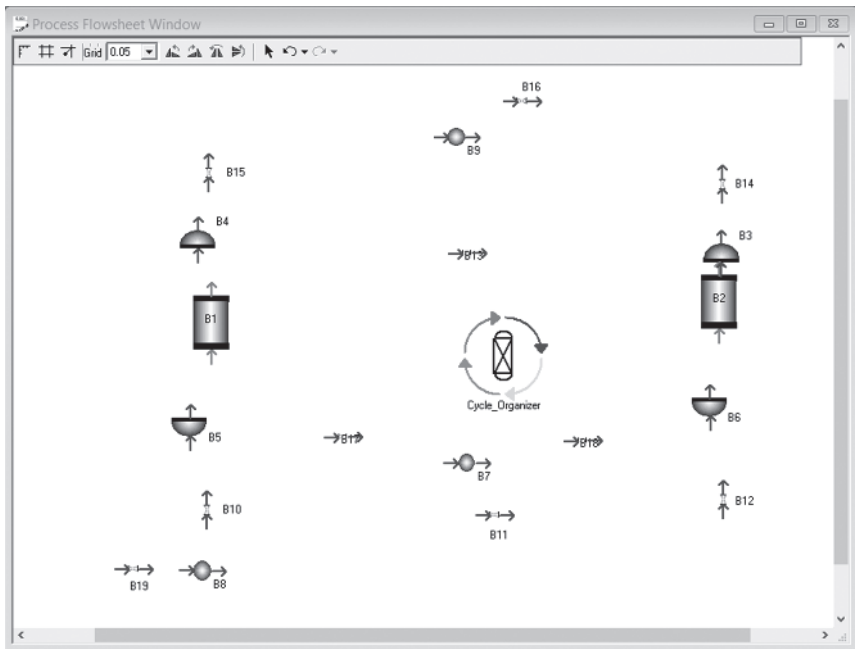 Process Flowsheet Window
Grid 0.05
B16
B9
B15
B14
B4
B3
B13
B1
B2
Cycle_Organizer
B5
B6
B17
B18
B7
B10
B12
B11
B19
B8